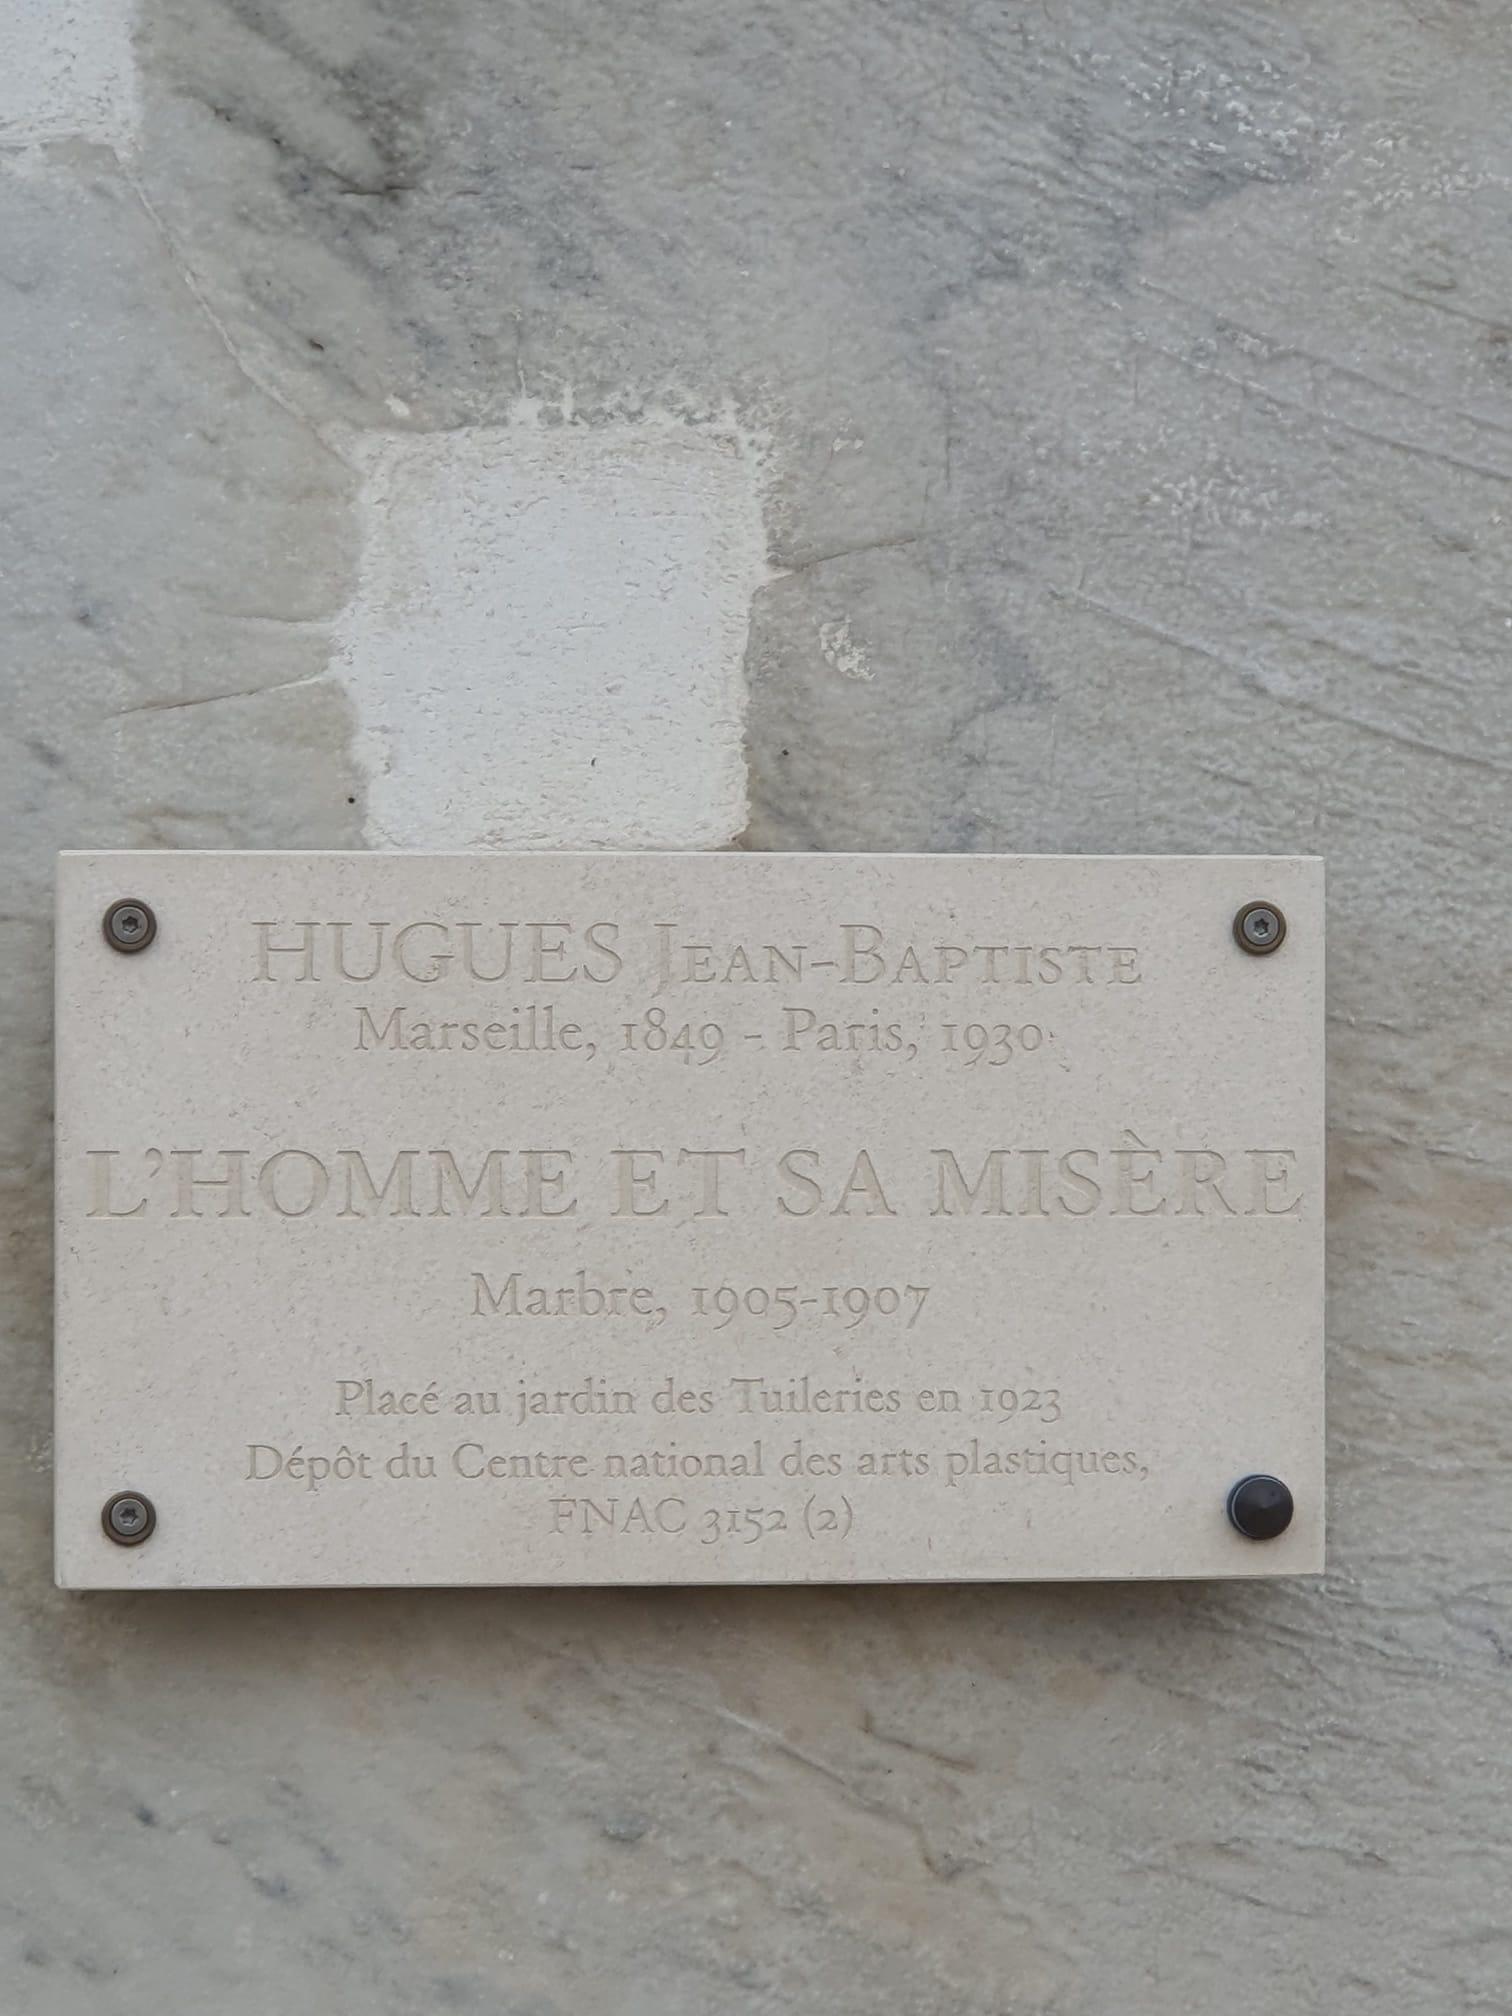 HUGUES JEAN-BAPTISTE
Marseille, 1849 - Paris, 1930
L'HOMME ET SA MISÈRE
Marbre, 1905-1907
Placé au jardin des Tuileries en 1923
Dépôt du Centre national des arts plastiques,
FNAC 3152 (2)